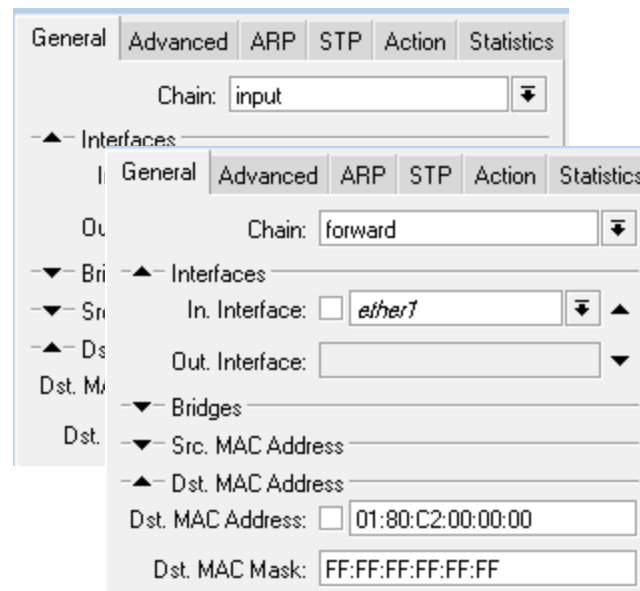 General Advanced ARP STP Action Statistics
Chain: input
Interfaces
General Advanced ARP STP Action Statistics
Chain: forward
Interfaces
In. Interface: ether1
Out. Interface:
Bridges
Src. MAC Address
Dst. MAC Address
Dst. MAC Address: 01:80:C2:00:00:00
Dst. MAC Mask: FF:FF:FF:FF:FF:FF